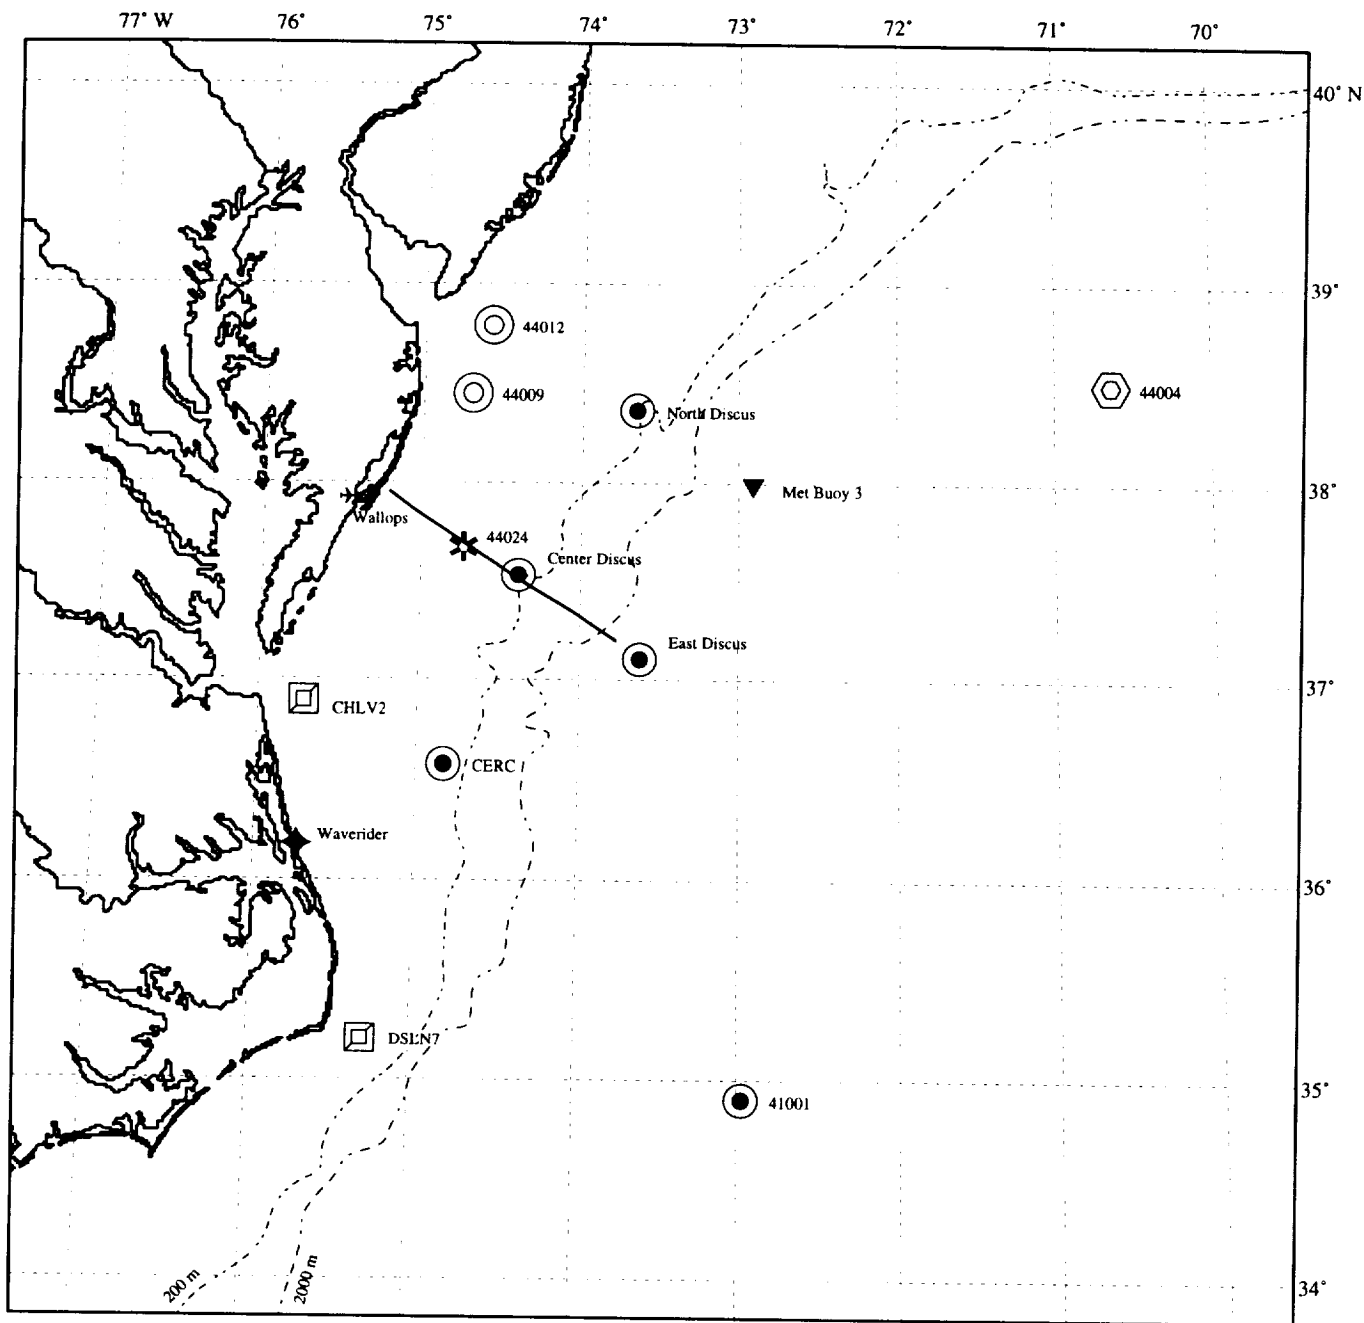 77° W 76° 75° 74° 73° 72° 71° 70°
40° N
39°
44012
44009
44004
North Discus
Met Buoy 3
38°
Wallops
44024
Center Discus
East Discus
37°
CHLV2
CERC
Waverider
36°
DSLN7
35°
41001
200 m
2000 m
34°